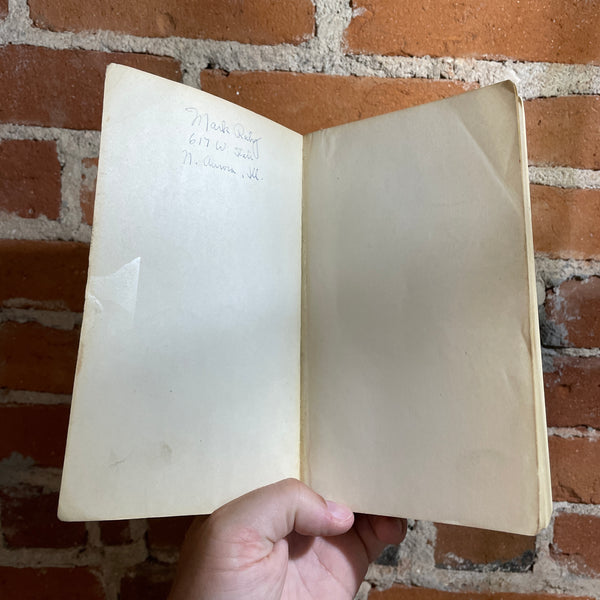 Mark
617 W.
N. Aurora, Ill.